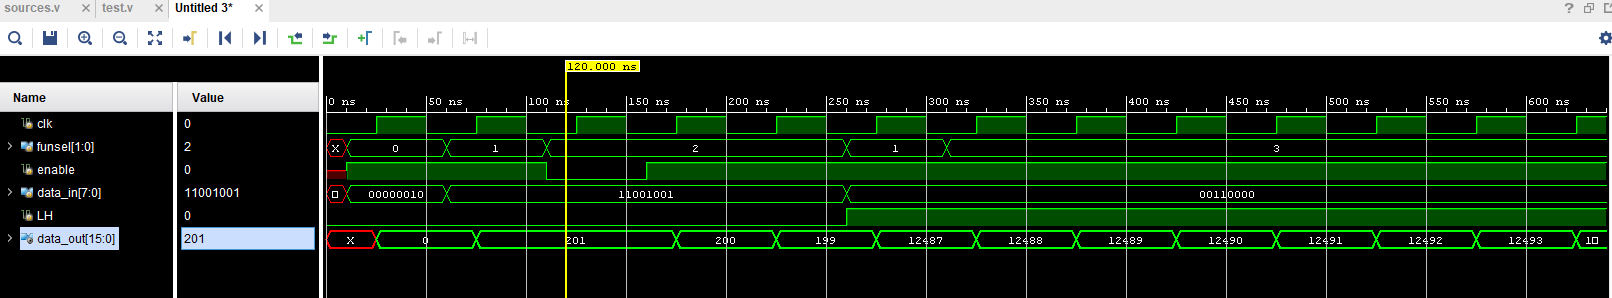 sources.v × test.v × Untitled 3* ×
120.000 ns
Name Value
0 ns 50 ns 100 ns 150 ns 200 ns 250 ns 300 ns 350 ns 400 ns 450 ns 500 ns 550 ns 600 ns
clk 0
funsel[1:0] 2 X 0 1 2 1 3
enable 0
data_in[7:0] 11001001 00000010 11001001 00110000
LH 0
data_out[15:0] 201 X 0 201 200 199 12487 12488 12489 12490 12491 12492 12493 1